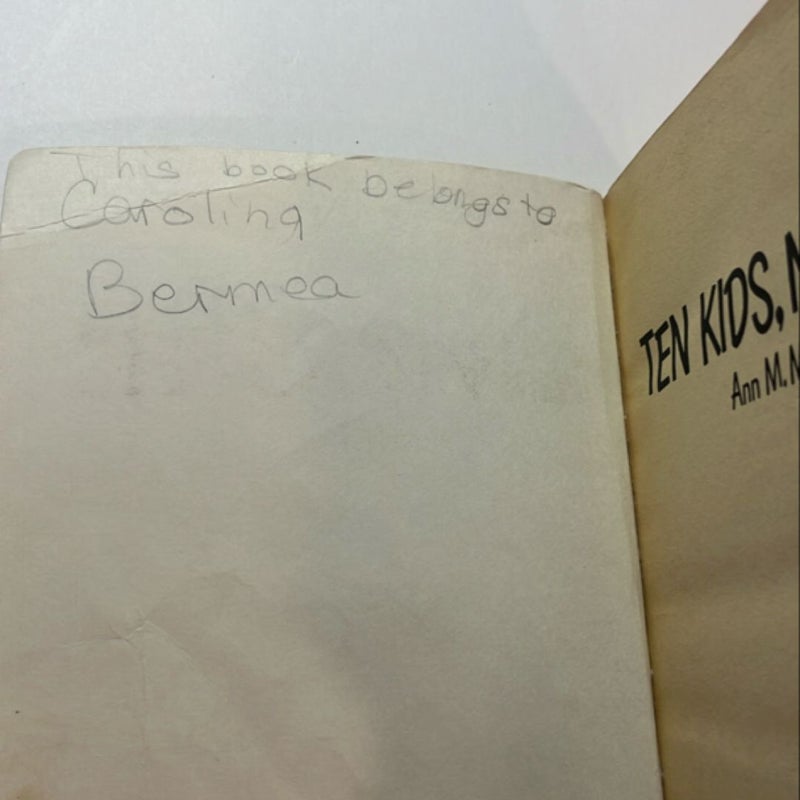 This book belongs to
Carolina
Bermea
TEN KIDS,
Ann M.